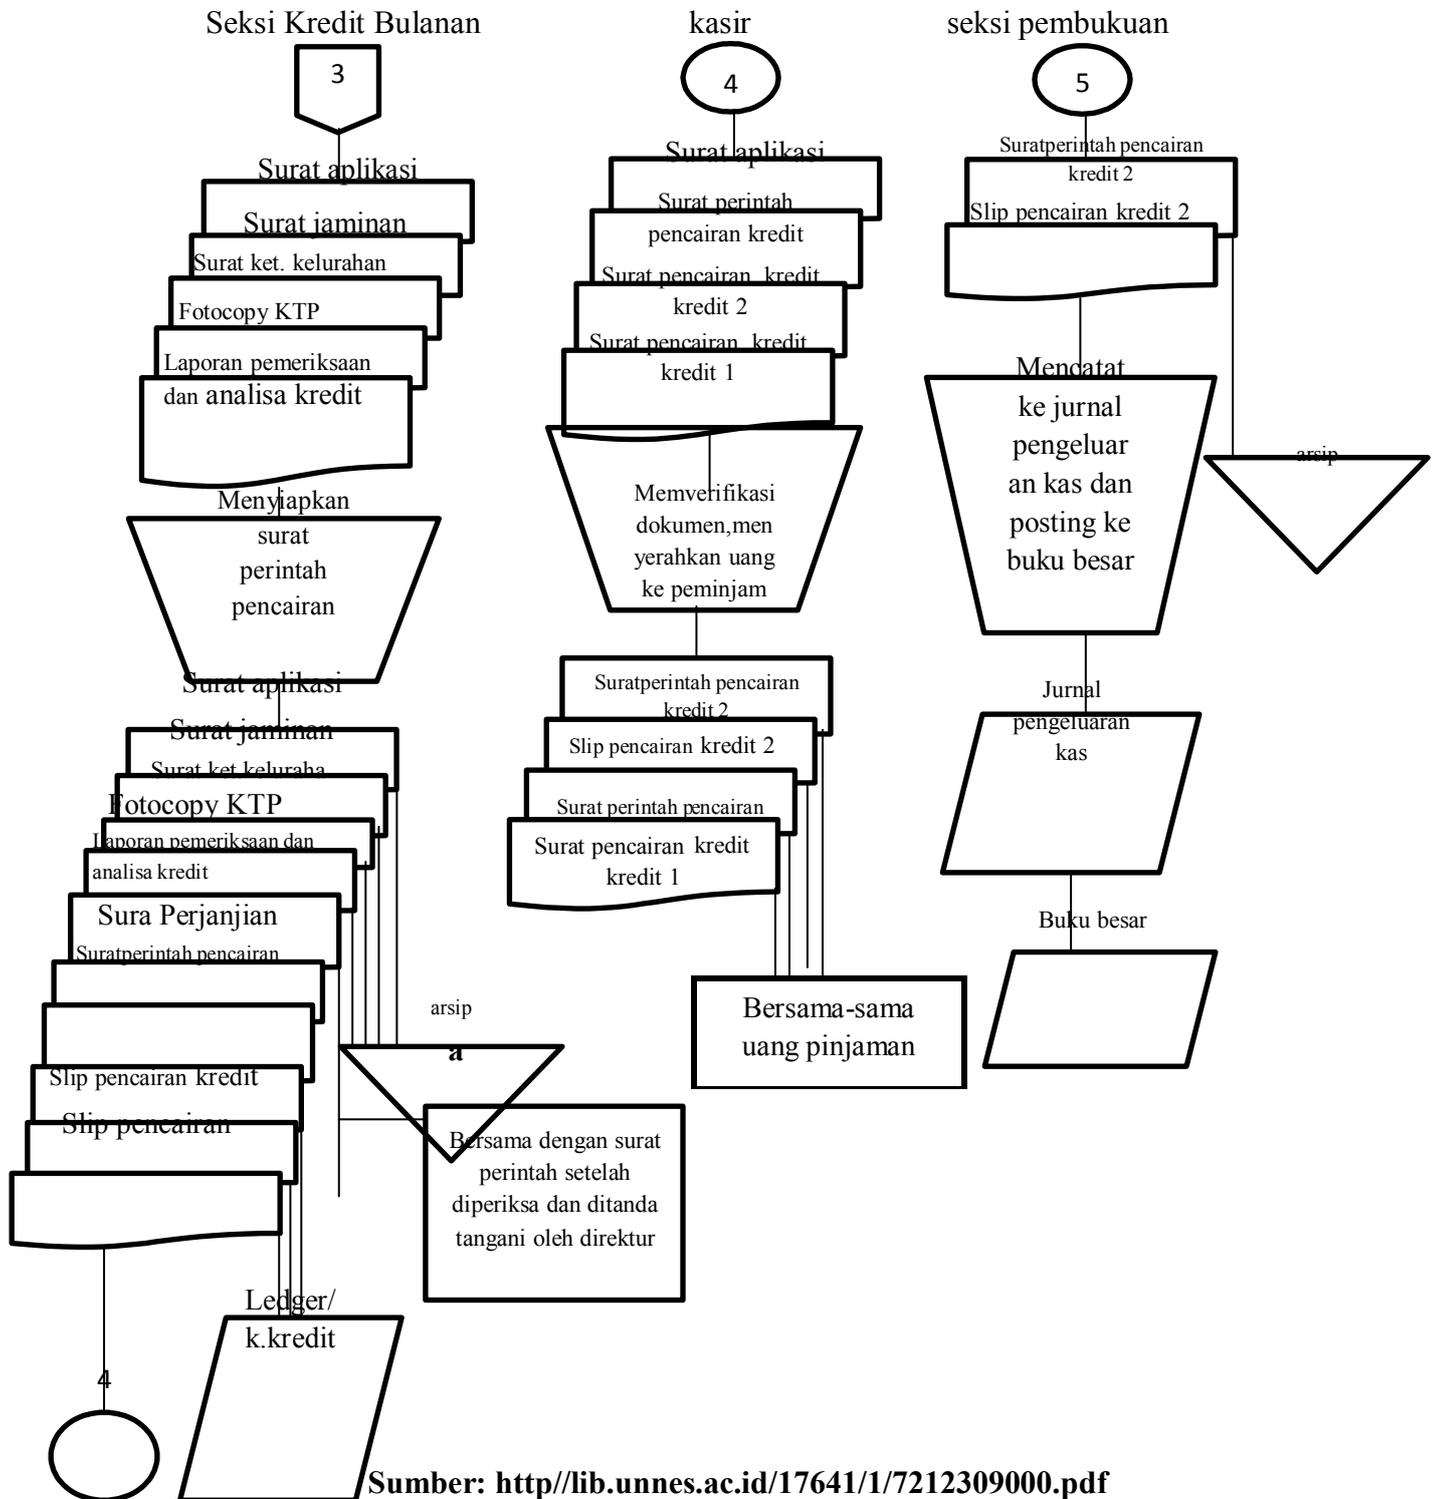 Seksi Kredit Bulanan
3
Surat aplikasi
Surat jaminan
Surat ket. kelurahan
Fotocopy KTP
Laporan pemeriksaan
dan analisa kredit
Menyiapkan
surat
perintah
pencairan
Surat aplikasi
Surat jaminan
Surat ket.keluraha
Fotocopy KTP
Laporan pemeriksaan dan
analisa kredit
Sura Perjanjian
Suratperintah pencairan
Slip pencairan kredit
Slip pencairan
arsip
a
Bersama dengan surat
perintah setelah
diperiksa dan ditanda
tangani oleh direktur
Ledger/
k.kredit
4
kasir
4
Surat aplikasi
Surat perintah
pencairan kredit
Surat pencairan kredit
kredit 2
Surat pencairan kredit
kredit 1
Memverifikasi
dokumen,men
yerahkan uang
ke peminjam
Suratperintah pencairan
kredit 2
Slip pencairan kredit 2
Surat perintah pencairan
Surat pencairan kredit
kredit 1
Bersama-sama
uang pinjaman
seksi pembukuan
5
Suratperintah pencairan
kredit 2
Slip pencairan kredit 2
Mencatat
ke jurnal
pengeluar
an kas dan
posting ke
buku besar
arsip
Jurnal
pengeluaran
kas
Buku besar
Sumber: http//lib.unnes.ac.id/17641/1/7212309000.pdf